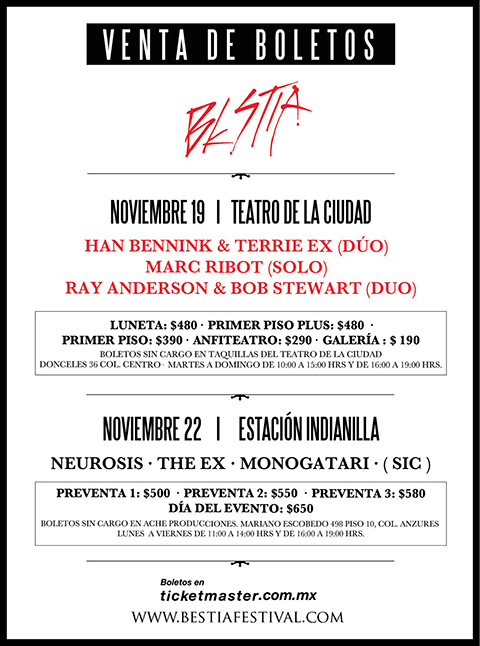 VENTA DE BOLETOS
BESTIA
NOVIEMBRE 19 | TEATRO DE LA CIUDAD
HAN BENNINK & TERRIE EX (DÚO)
MARC RIBOT (SOLO)
RAY ANDERSON & BOB STEWART (DUO)
LUNETA: $480 · PRIMER PISO PLUS: $480 ·
PRIMER PISO: $390 · ANFITEATRO: $290 · GALERÍA : $ 190
BOLETOS SIN CARGO EN TAQUILLAS DEL TEATRO DE LA CIUDAD
DONCELES 36 COL. CENTRO · MARTES A DOMINGO DE 10:00 A 15:00 HRS Y DE 16:00 A 19:00 HRS.
NOVIEMBRE 22 | ESTACIÓN INDIANILLA
NEUROSIS · THE EX · MONOGATARI · ( SIC )
PREVENTA 1: $500 · PREVENTA 2: $550 · PREVENTA 3: $580
DÍA DEL EVENTO: $650
BOLETOS SIN CARGO EN ACHE PRODUCCIONES. MARIANO ESCOBEDO 498 PISO 10, COL. ANZURES
LUNES A VIERNES DE 11:00 A 14:00 HRS Y DE 16:00 A 19:00 HRS.
Boletos en
ticketmaster.com.mx
WWW.BESTIAFESTIVAL.COM